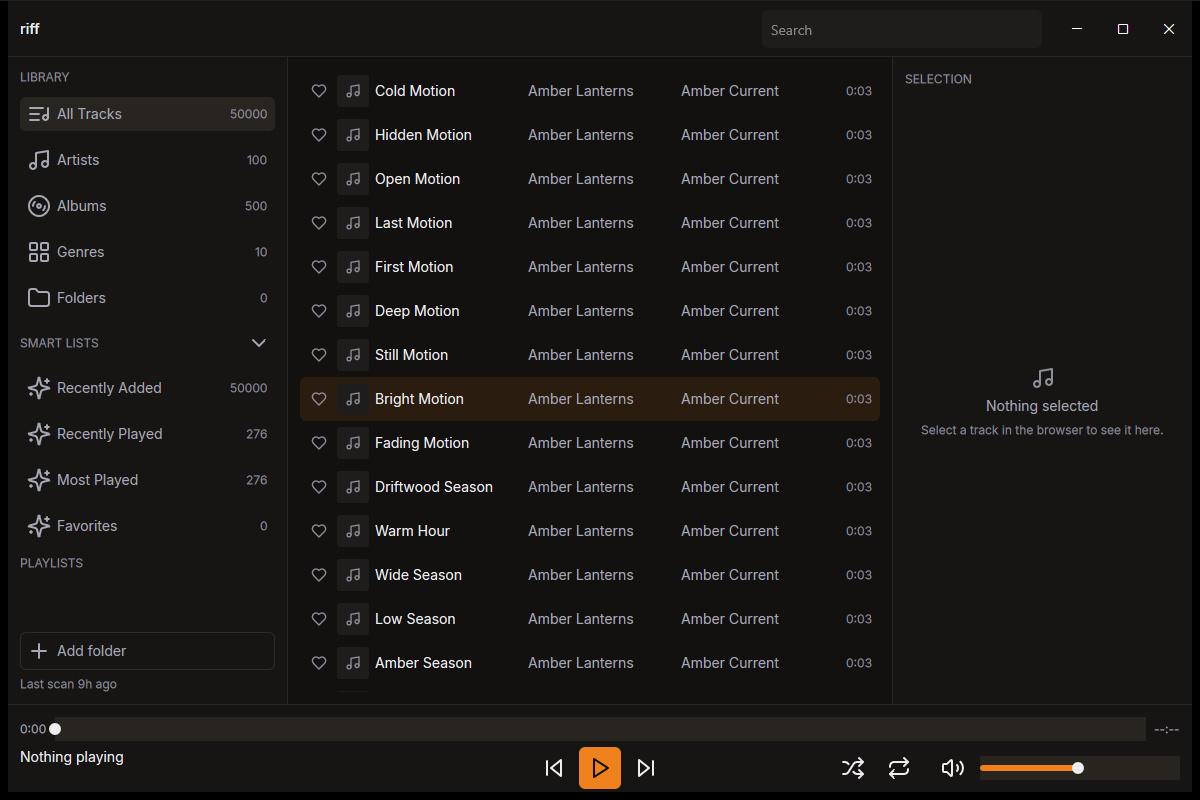 riff
Search
LIBRARY
All Tracks 50000
Artists 100
Albums 500
Genres 10
Folders 0
SMART LISTS
Recently Added 50000
Recently Played 276
Most Played 276
Favorites 0
PLAYLISTS
Add folder
Last scan 9h ago
Cold Motion Amber Lanterns Amber Current 0:03
Hidden Motion Amber Lanterns Amber Current 0:03
Open Motion Amber Lanterns Amber Current 0:03
Last Motion Amber Lanterns Amber Current 0:03
First Motion Amber Lanterns Amber Current 0:03
Deep Motion Amber Lanterns Amber Current 0:03
Still Motion Amber Lanterns Amber Current 0:03
Bright Motion Amber Lanterns Amber Current 0:03
Fading Motion Amber Lanterns Amber Current 0:03
Driftwood Season Amber Lanterns Amber Current 0:03
Warm Hour Amber Lanterns Amber Current 0:03
Wide Season Amber Lanterns Amber Current 0:03
Low Season Amber Lanterns Amber Current 0:03
Amber Season Amber Lanterns Amber Current 0:03
SELECTION
Nothing selected
Select a track in the browser to see it here.
0:00 --:--
Nothing playing